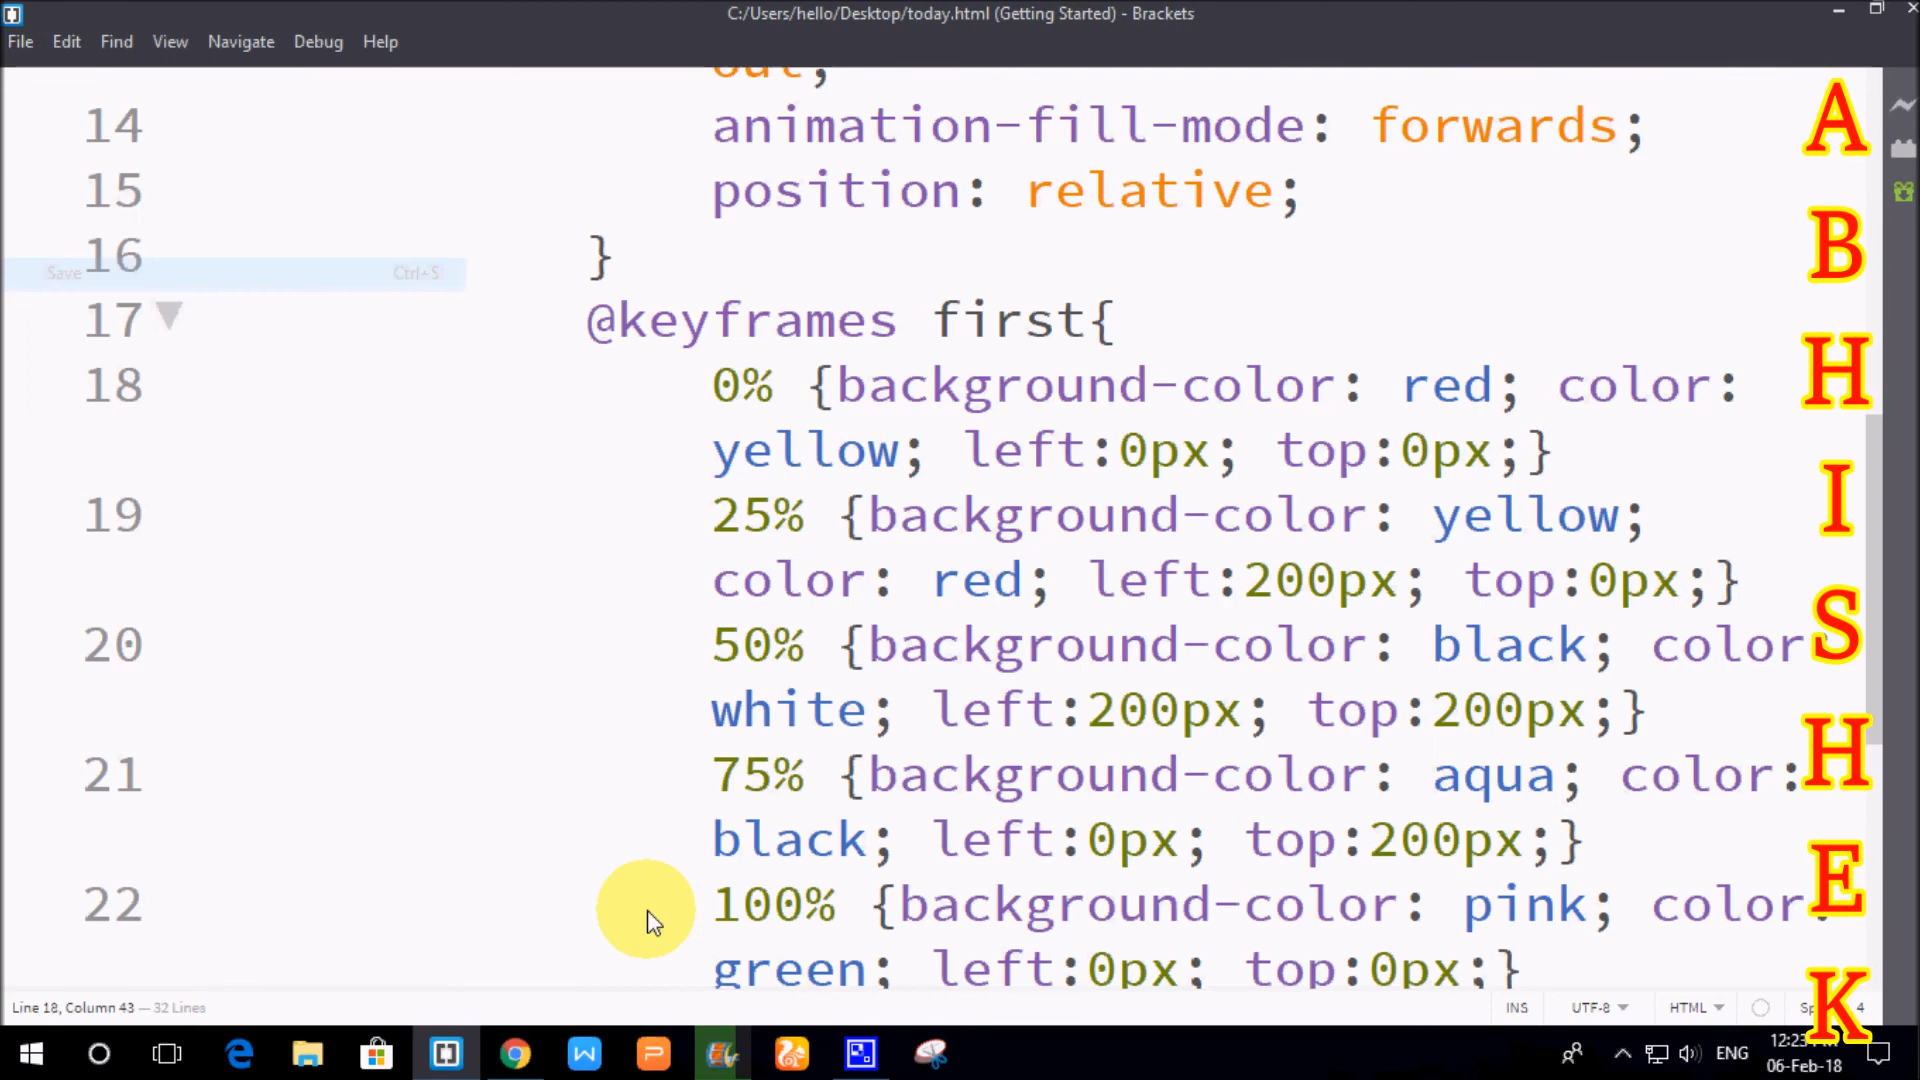 C:/Users/hello/Desktop/today.html (Getting Started) - Brackets
File Edit Find View Navigate Debug Help
out;
14 animation-fill-mode: forwards;
15 position: relative;
16 }
Save Ctrl+S
17 @keyframes first{
18 0% {background-color: red; color:
yellow; left:0px; top:0px;}
19 25% {background-color: yellow;
color: red; left:200px; top:0px;}
20 50% {background-color: black; color
white; left:200px; top:200px;}
21 75% {background-color: aqua; color:
black; left:0px; top:200px;}
22 100% {background-color: pink; color:
green; left:0px; top:0px;}
A
B
H
I
S
H
E
K
Line 18, Column 43 — 32 Lines
INS UTF-8 HTML 4
ENG
06-Feb-18